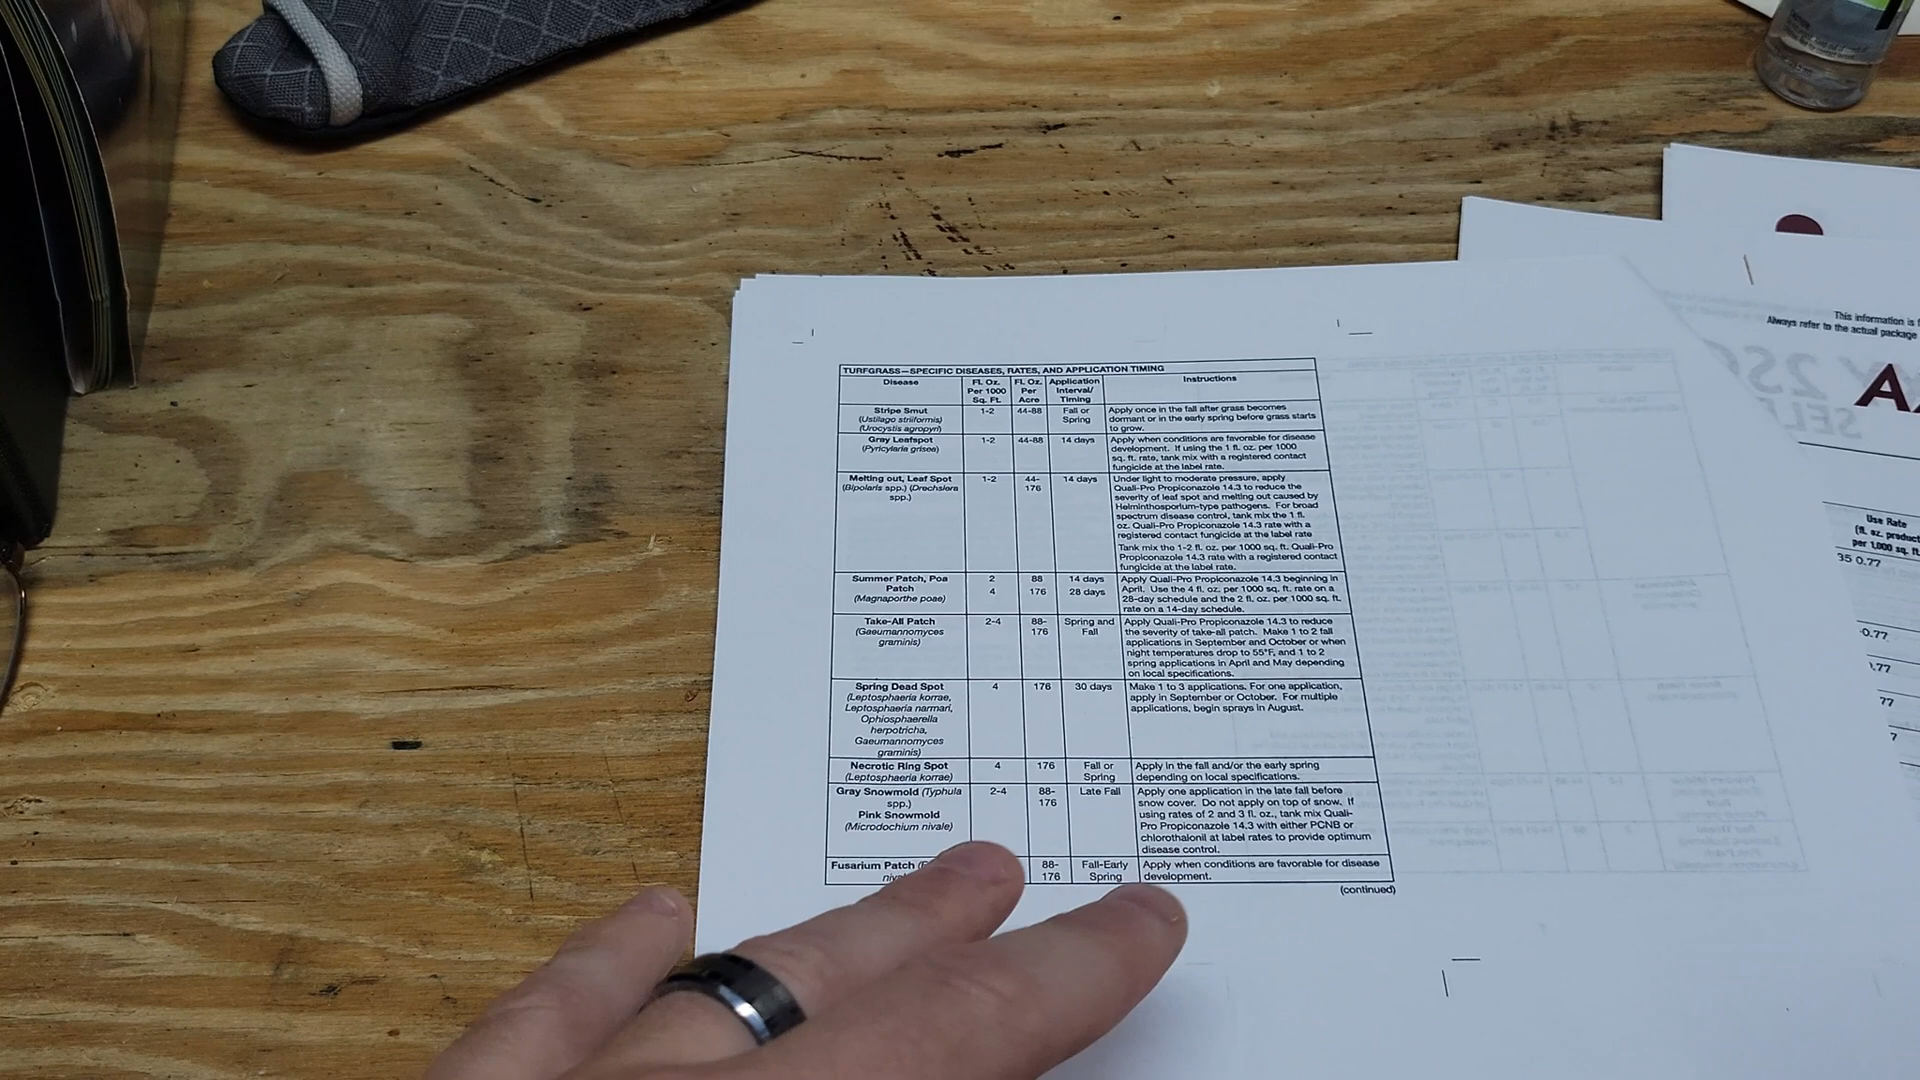 TURFGRASS—SPECIFIC DISEASES, RATES, AND APPLICATION TIMING
Disease
Fl. Oz.
Per 1000
Sq. Ft.
Fl. Oz.
Per
Acre
Application
Interval/
Timing
Instructions
Stripe Smut
(Ustilago striiformis)
(Urocystis agropyri)
1-2
44-88
Fall or
Spring
Apply once in the fall after grass becomes
dormant or in the early spring before grass starts
to grow.
Gray Leafspot
(Pyricularia grisea)
1-2
44-88
14 days
Apply when conditions are favorable for disease
development. If using the 1 fl. oz. per 1000
sq. ft. rate, tank mix with a registered contact
fungicide at the label rate.
Melting out, Leaf Spot
(Bipolaris spp.) (Drechslera
spp.)
1-2
44-
176
14 days
Under light to moderate pressure, apply
Quali-Pro Propiconazole 14.3 to reduce the
severity of leaf spot and melting out caused by
Helminthosporium-type pathogens. For broad
spectrum disease control, tank mix the 1 fl.
oz. Quali-Pro Propiconazole 14.3 rate with a
registered contact fungicide at the label rate
Tank mix the 1-2 fl. oz. per 1000 sq. ft. Quali-Pro
Propiconazole 14.3 rate with a registered contact
fungicide at the label rate.
Summer Patch, Poa
Patch
(Magnaporthe poae)
2
4
88
176
14 days
28 days
Apply Quali-Pro Propiconazole 14.3 beginning in
April. Use the 4 fl. oz. per 1000 sq. ft. rate on a
28-day schedule and the 2 fl. oz. per 1000 sq. ft.
rate on a 14-day schedule.
Take-All Patch
(Gaeumannomyces
graminis)
2-4
88-
176
Spring and
Fall
Apply Quali-Pro Propiconazole 14.3 to reduce
the severity of take-all patch. Make 1 to 2 fall
applications in September and October or when
night temperatures drop to 55°F, and 1 to 2
spring applications in April and May depending
on local specifications.
Spring Dead Spot
(Leptosphaeria korrae,
Leptosphaeria narmari,
Ophiosphaerella
herpotricha,
Gaeumannomyces
graminis)
4
176
30 days
Make 1 to 3 applications. For one application,
apply in September or October. For multiple
applications, begin sprays in August.
Necrotic Ring Spot
(Leptosphaeria korrae)
4
176
Fall or
Spring
Apply in the fall and/or the early spring
depending on local specifications.
Gray Snowmold (Typhula
spp.)
Pink Snowmold
(Microdochium nivale)
2-4
88-
176
Late Fall
Apply one application in the late fall before
snow cover. Do not apply on top of snow. If
using rates of 2 and 3 fl. oz., tank mix Quali-
Pro Propiconazole 14.3 with either PCNB or
chlorothalonil at label rates to provide optimum
disease control.
Fusarium Patch
88-
176
Fall-Early
Spring
Apply when conditions are favorable for disease
development.
(continued)
This information is
Always refer to the actual package
A
Use Rate
(fl. oz. product
per 1,000 sq. ft.
35 0.77
0.77
77
7